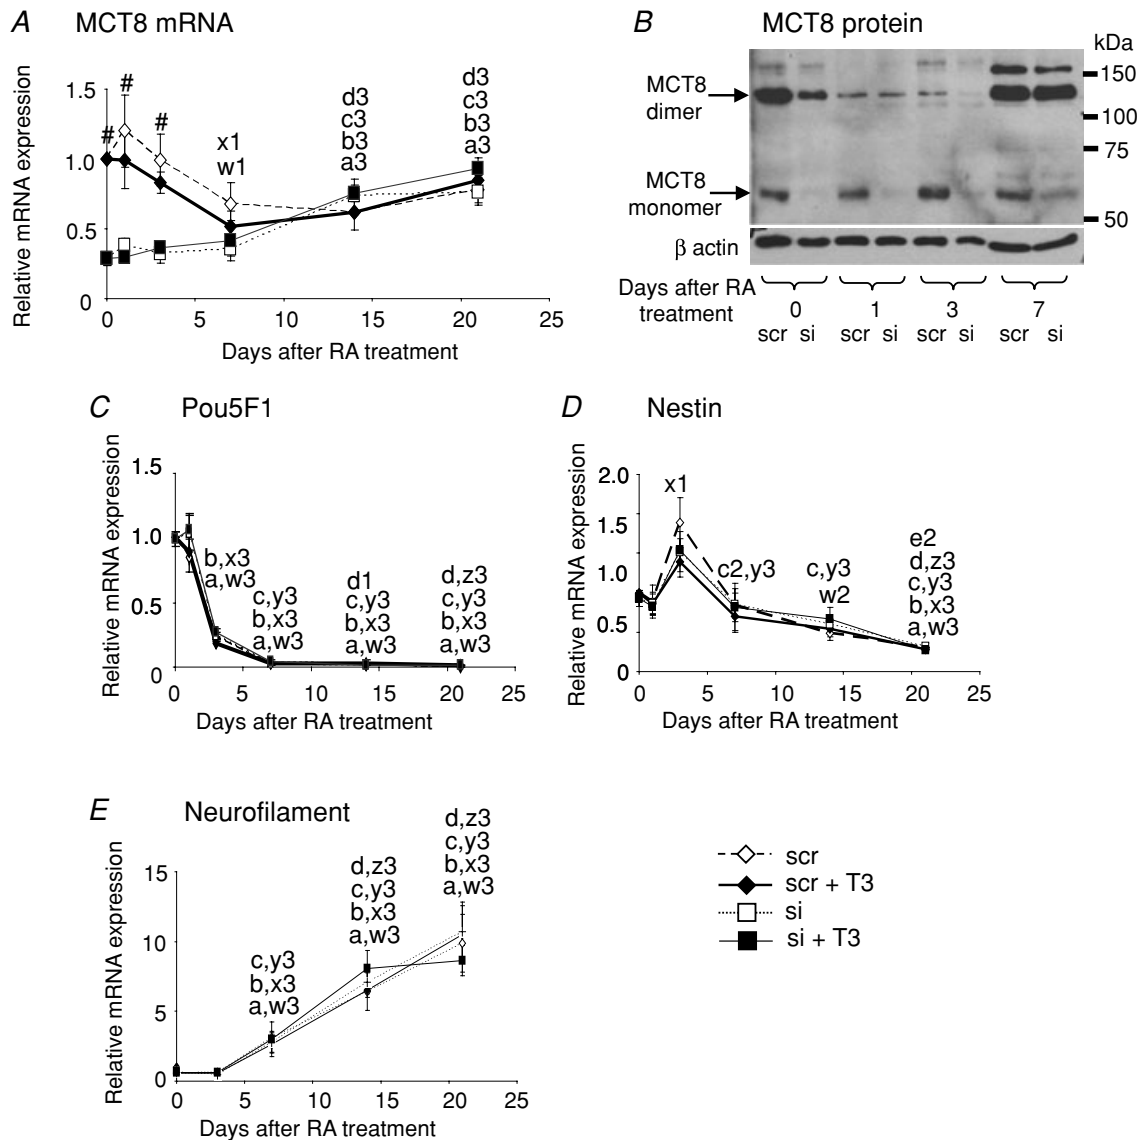 A MCT8 mRNA
Relative mRNA expression
1.5
1.0
0.5
0
#
#
#
x1
w1
d3
c3
b3
a3
d3
c3
b3
a3
0 5 10 15 20 25
Days after RA treatment
B MCT8 protein
kDa
MCT8
dimer
MCT8
monomer
150
100
75
50
β actin
Days after RA
treatment
0 1 3 7
scr si scr si scr si scr si
C Pou5F1
Relative mRNA expression
1.5
1.0
0.5
0
b,x3
a,w3
c,y3
b,x3
a,w3
d1
c,y3
b,x3
a,w3
d,z3
c,y3
b,x3
a,w3
0 5 10 15 20 25
Days after RA treatment
D Nestin
Relative mRNA expression
2.0
1.5
1.0
0.5
0
x1
c2,y3
c,y3
w2
e2
d,z3
c,y3
b,x3
a,w3
0 5 10 15 20 25
Days after RA treatment
E Neurofilament
Relative mRNA expression
15
10
5
0
c,y3
b,x3
a,w3
d,z3
c,y3
b,x3
a,w3
d,z3
c,y3
b,x3
a,w3
0 5 10 15 20 25
Days after RA treatment
scr
scr + T3
si
si + T3